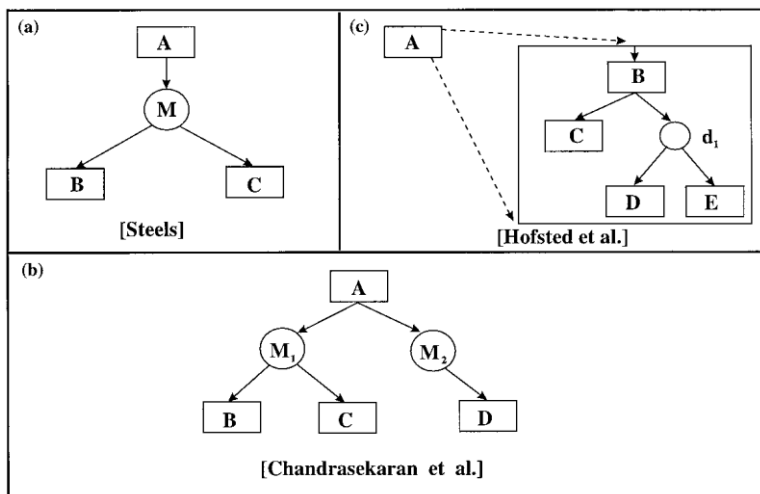 (a)
A
M
B
C
[Steels]
(c)
A
B
C
d1
D
E
[Hofsted et al.]
(b)
A
M1
M2
B
C
D
[Chandrasekaran et al.]